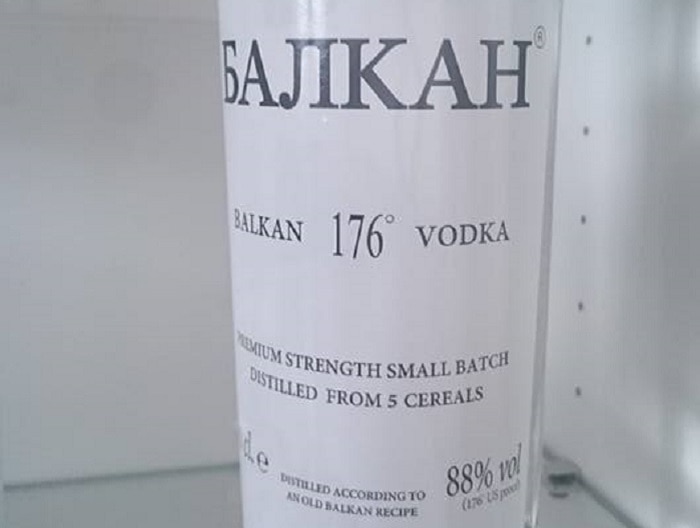 БАЛКАН®
BALKAN 176° VODKA
PREMIUM STRENGTH SMALL BATCH
DISTILLED FROM 5 CEREALS
cl. ℮
DISTILLED ACCORDING TO
AN OLD BALKAN RECIPE
88% vol
(176° US proof)